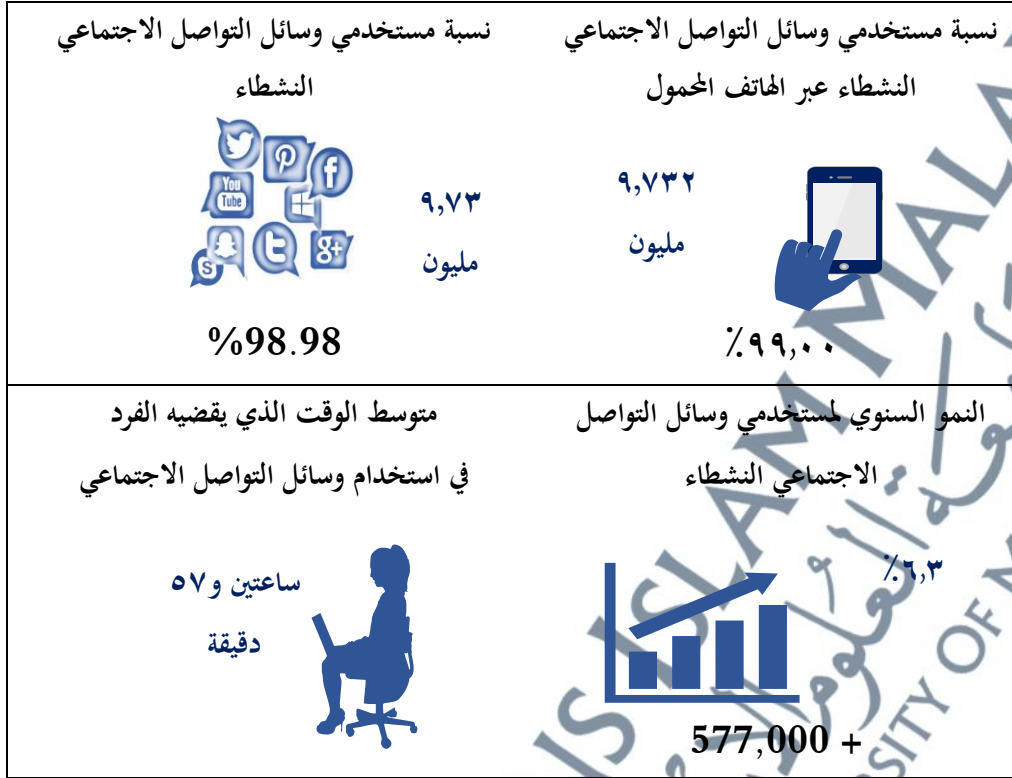 نسبة مستخدمي وسائل التواصل الاجتماعي
النشطاء عبر الهاتف المحمول
٩,٧٣٢
مليون
٪٩٩,٠٠
نسبة مستخدمي وسائل التواصل الاجتماعي
النشطاء
You
Tube
g+
٩,٧٣
مليون
%98.98
النمو السنوي لمستخدمي وسائل التواصل
الاجتماعي النشطاء
٪٦,٣
577,000 +
متوسط الوقت الذي يقضيه الفرد
في استخدام وسائل التواصل الاجتماعي
ساعتين و٥٧
دقيقة